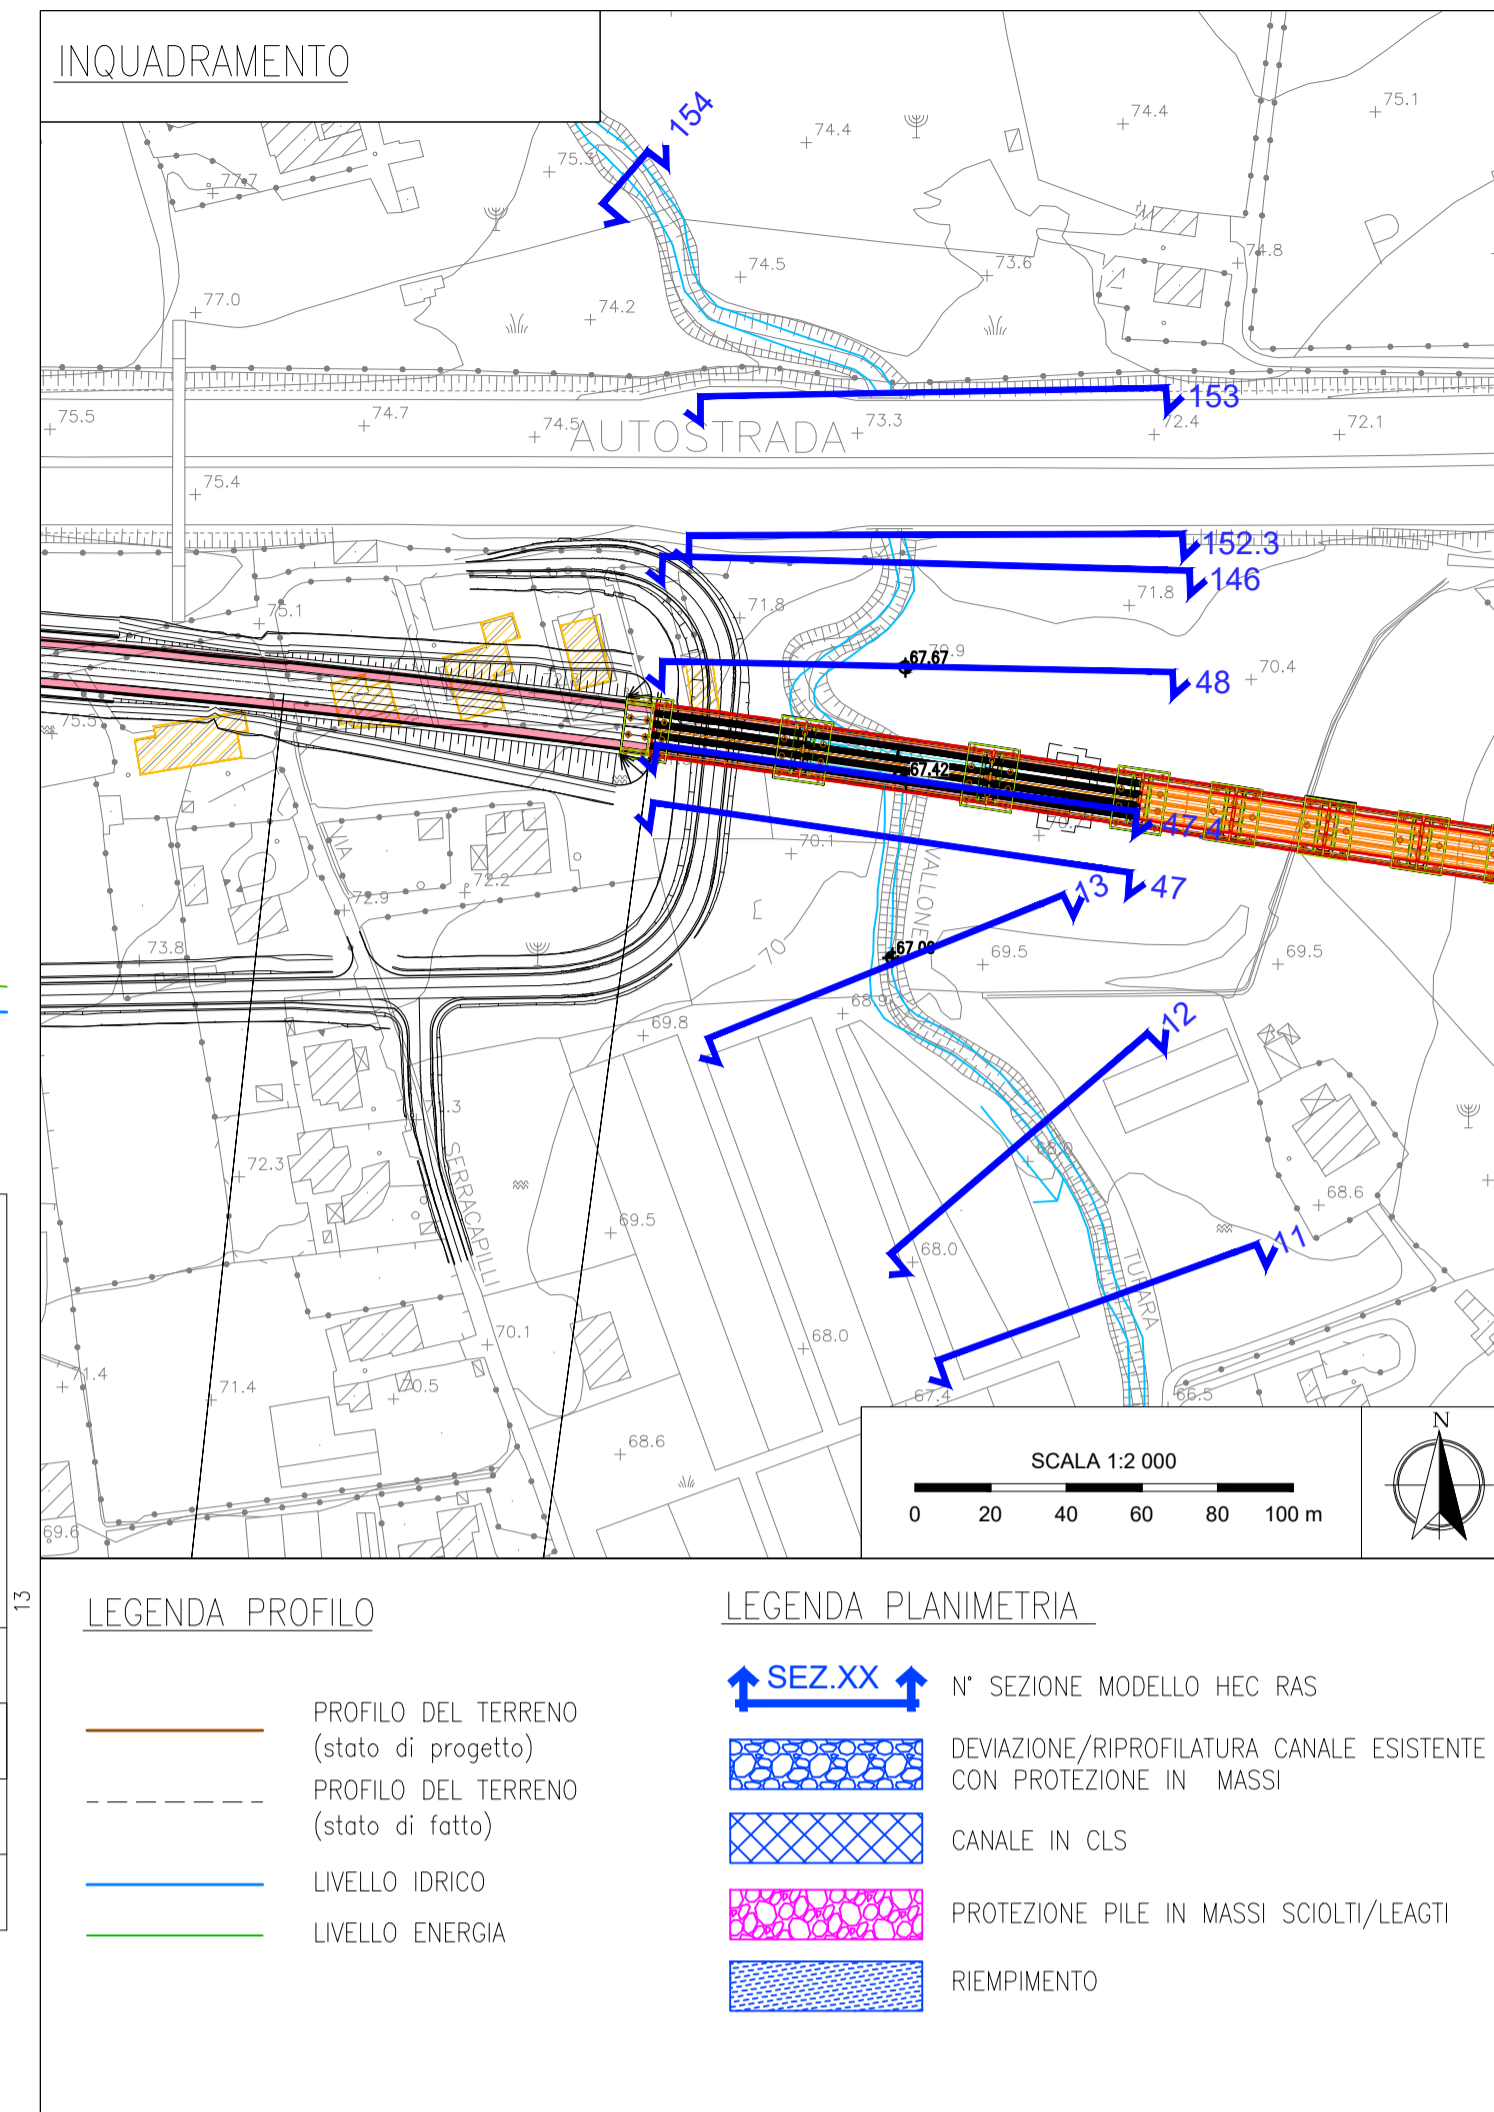 INQUADRAMENTO
154
75.3
74.4
74.4
75.1
77.7
74.5
73.6
74.8
77.0
74.2
153
75.5
74.7
74.5
AUTOSTRADA
73.3
72.4
72.1
75.4
152.3
146
75.1
71.8
71.8
67.67
70.4
48
75.5
67.42
47.4
VIA
70.1
VALLONE
47
13
72.9
72.2
73.8
70
67.09
69.5
69.5
69.8
68.9
12
72.3
SERRACAPILLI
69.5
68.0
68.6
11
TUFARA
70.1
68.0
71.4
71.4
70.5
67.4
66.5
68.6
69.6
SCALA 1:2 000
0 20 40 60 80 100 m
N
13
LEGENDA PROFILO
PROFILO DEL TERRENO
(stato di progetto)
PROFILO DEL TERRENO
(stato di fatto)
LIVELLO IDRICO
LIVELLO ENERGIA
LEGENDA PLANIMETRIA
SEZ.XX
N° SEZIONE MODELLO HEC RAS
DEVIAZIONE/RIPROFILATURA CANALE ESISTENTE
CON PROTEZIONE IN MASSI
CANALE IN CLS
PROTEZIONE PILE IN MASSI SCIOLTI/LEAGTI
RIEMPIMENTO